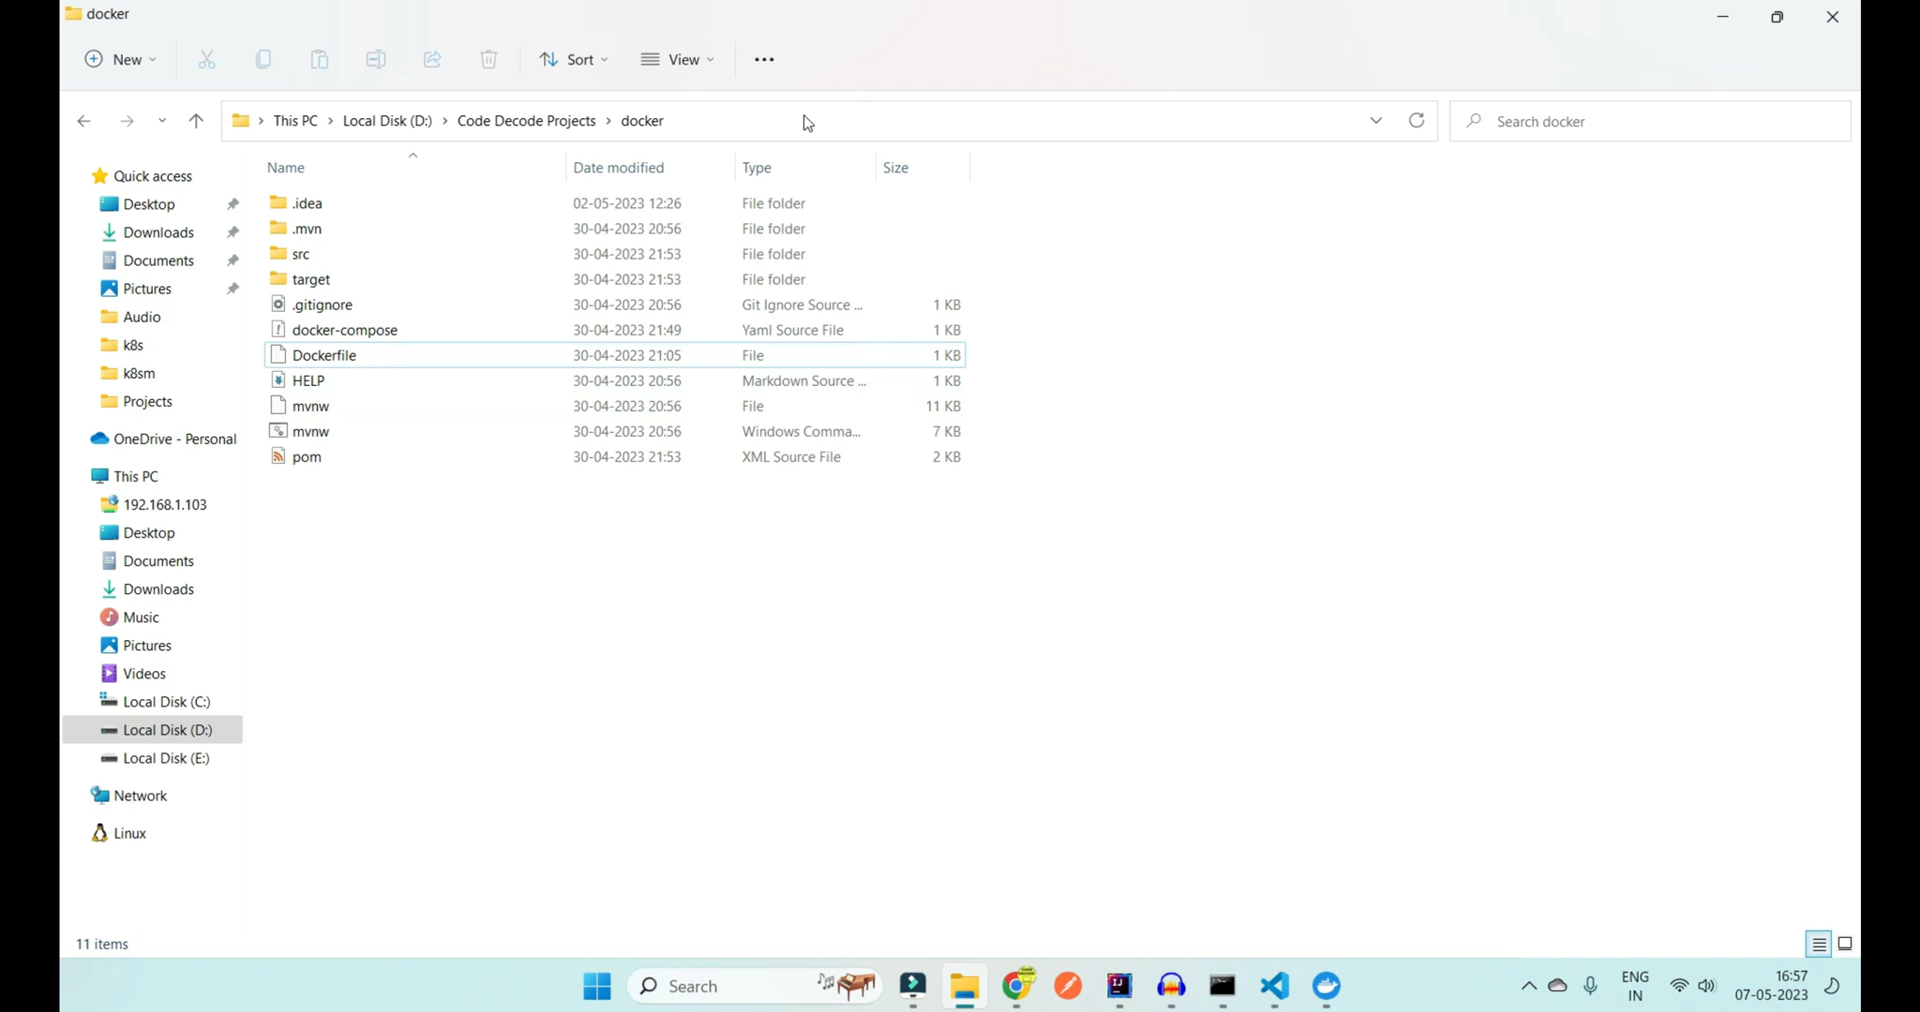 docker
New
Sort
View
This PC > Local Disk (D:) > Code Decode Projects > docker
Search docker
Name Date modified Type Size
Quick access
Desktop
Downloads
Documents
Pictures
Audio
k8s
k8sm
Projects
OneDrive - Personal
This PC
192.168.1.103
Desktop
Documents
Downloads
Music
Pictures
Videos
Local Disk (C:)
Local Disk (D:)
Local Disk (E:)
Network
Linux
.idea 02-05-2023 12:26 File folder
.mvn 30-04-2023 20:56 File folder
src 30-04-2023 21:53 File folder
target 30-04-2023 21:53 File folder
.gitignore 30-04-2023 20:56 Git Ignore Source ... 1 KB
docker-compose 30-04-2023 21:49 Yaml Source File 1 KB
Dockerfile 30-04-2023 21:05 File 1 KB
HELP 30-04-2023 20:56 Markdown Source ... 1 KB
mvnw 30-04-2023 20:56 File 11 KB
mvnw 30-04-2023 20:56 Windows Comma... 7 KB
pom 30-04-2023 21:53 XML Source File 2 KB
11 items
Search
ENG
IN
16:57
07-05-2023